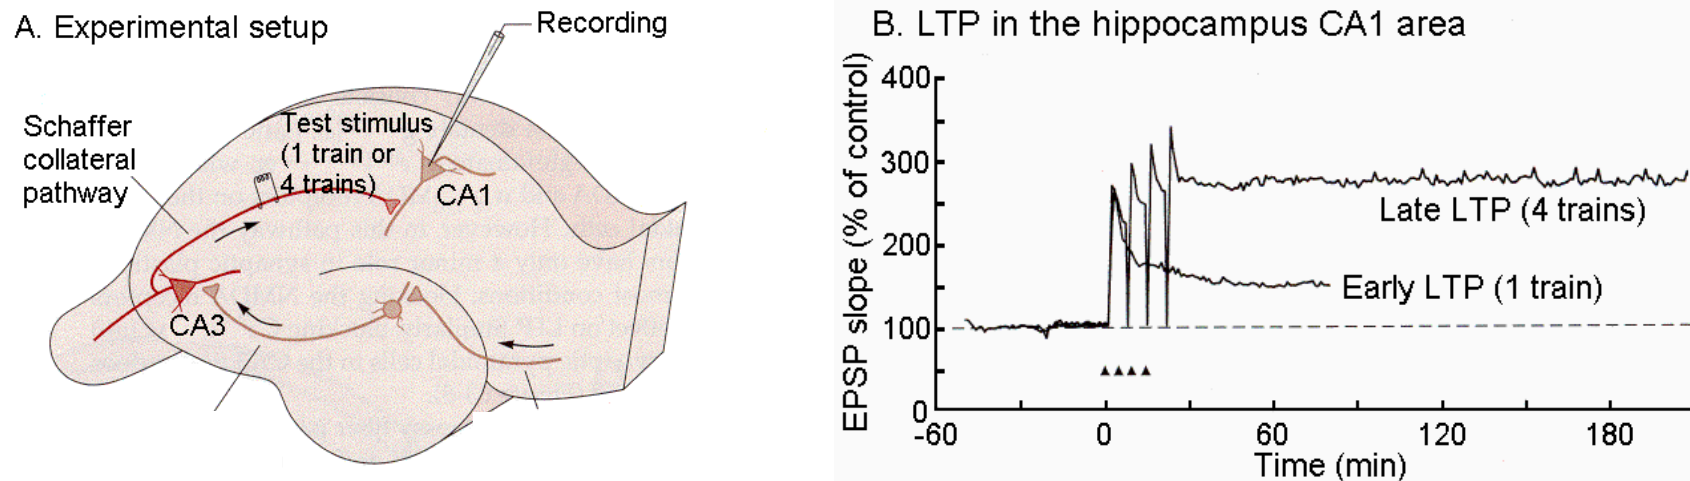 A. Experimental setup
Recording
Schaffer
collateral
pathway
Test stimulus
(1 train or
4 trains)
CA1
CA3
B. LTP in the hippocampus CA1 area
EPSP slope (% of control)
400
300
200
100
0
-60
0
60
120
180
Time (min)
Late LTP (4 trains)
Early LTP (1 train)